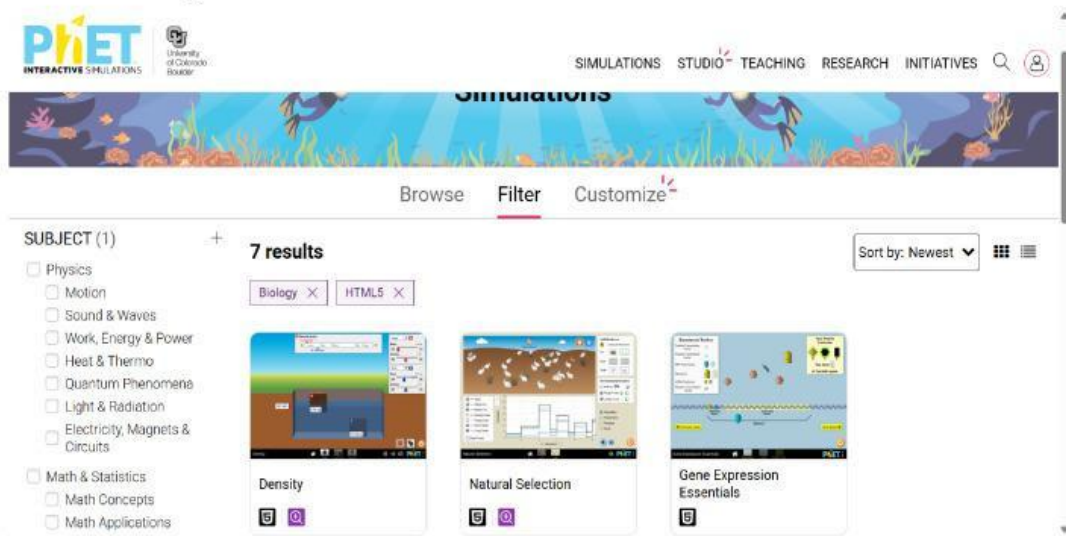 PhET
INTERACTIVE SIMULATIONS
University
of Colorado
Boulder
SIMULATIONS STUDIO TEACHING RESEARCH INITIATIVES
Simulations
Browse Filter Customize
SUBJECT (1) +
7 results
Sort by: Newest
Physics
Motion
Sound & Waves
Work, Energy & Power
Heat & Thermo
Quantum Phenomena
Light & Radiation
Electricity, Magnets &
Circuits
Math & Statistics
Math Concepts
Math Applications
Biology X HTML5 X
Density
Natural Selection
Gene Expression
Essentials